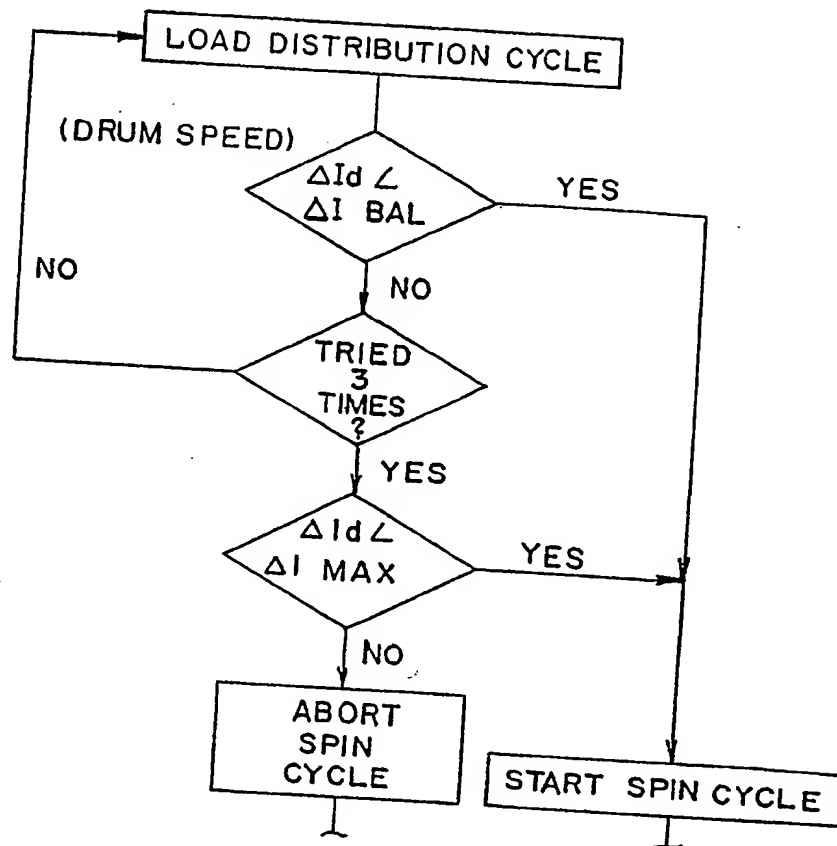 LOAD DISTRIBUTION CYCLE
(DRUM SPEED)
ΔId ∠
ΔI BAL
YES
NO
NO
TRIED
3
TIMES
?
YES
ΔId ∠
ΔI MAX
YES
NO
ABORT
SPIN
CYCLE
START SPIN CYCLE